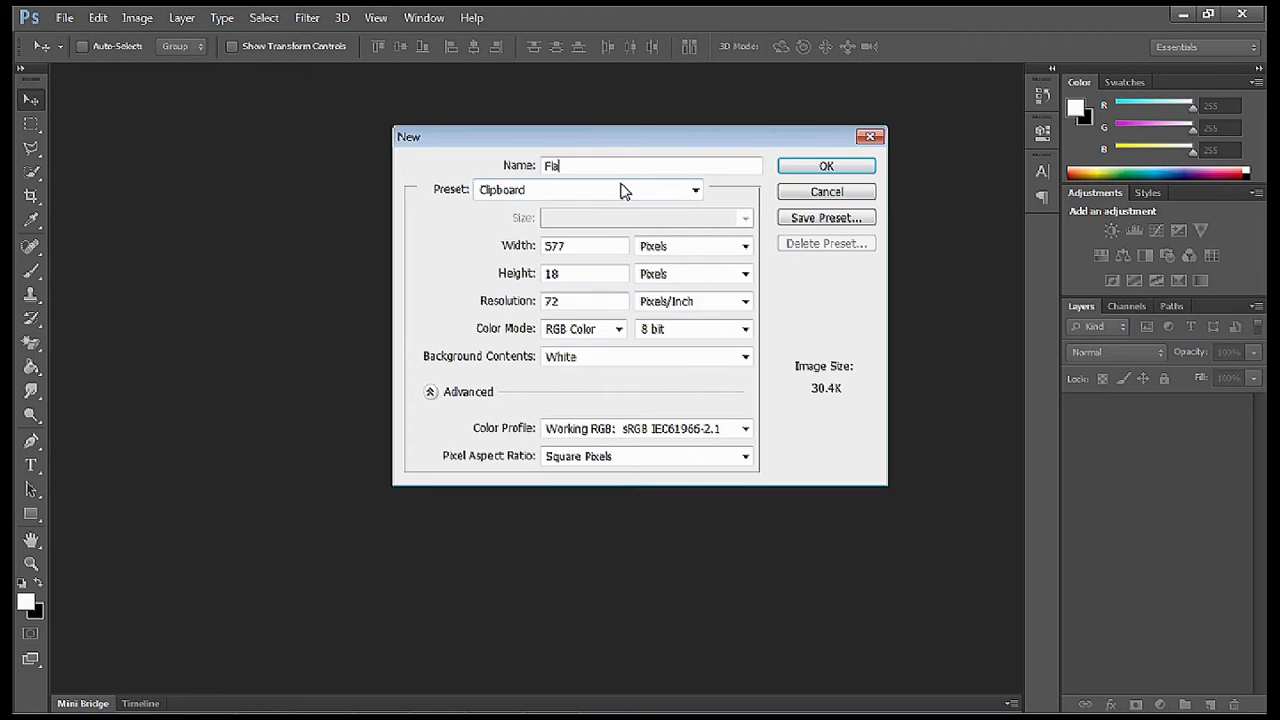 Ps File Edit Image Layer Type Select Filter 3D View Window Help
Auto-Select: Group Show Transform Controls 3D Mode: Essentials
New
Name: Fla OK
Preset: Clipboard Cancel
Size: Save Preset...
Width: 577 Pixels Delete Preset...
Height: 18 Pixels
Resolution: 72 Pixels/Inch
Color Mode: RGB Color 8 bit
Background Contents: White
Image Size:
30.4K
Advanced
Color Profile: Working RGB: sRGB IEC61966-2.1
Pixel Aspect Ratio: Square Pixels
Color Swatches
R 255
G 255
B 255
Adjustments Styles
Add an adjustment
Layers Channels Paths
Kind
Normal Opacity: 100%
Lock: Fill: 100%
Mini Bridge Timeline